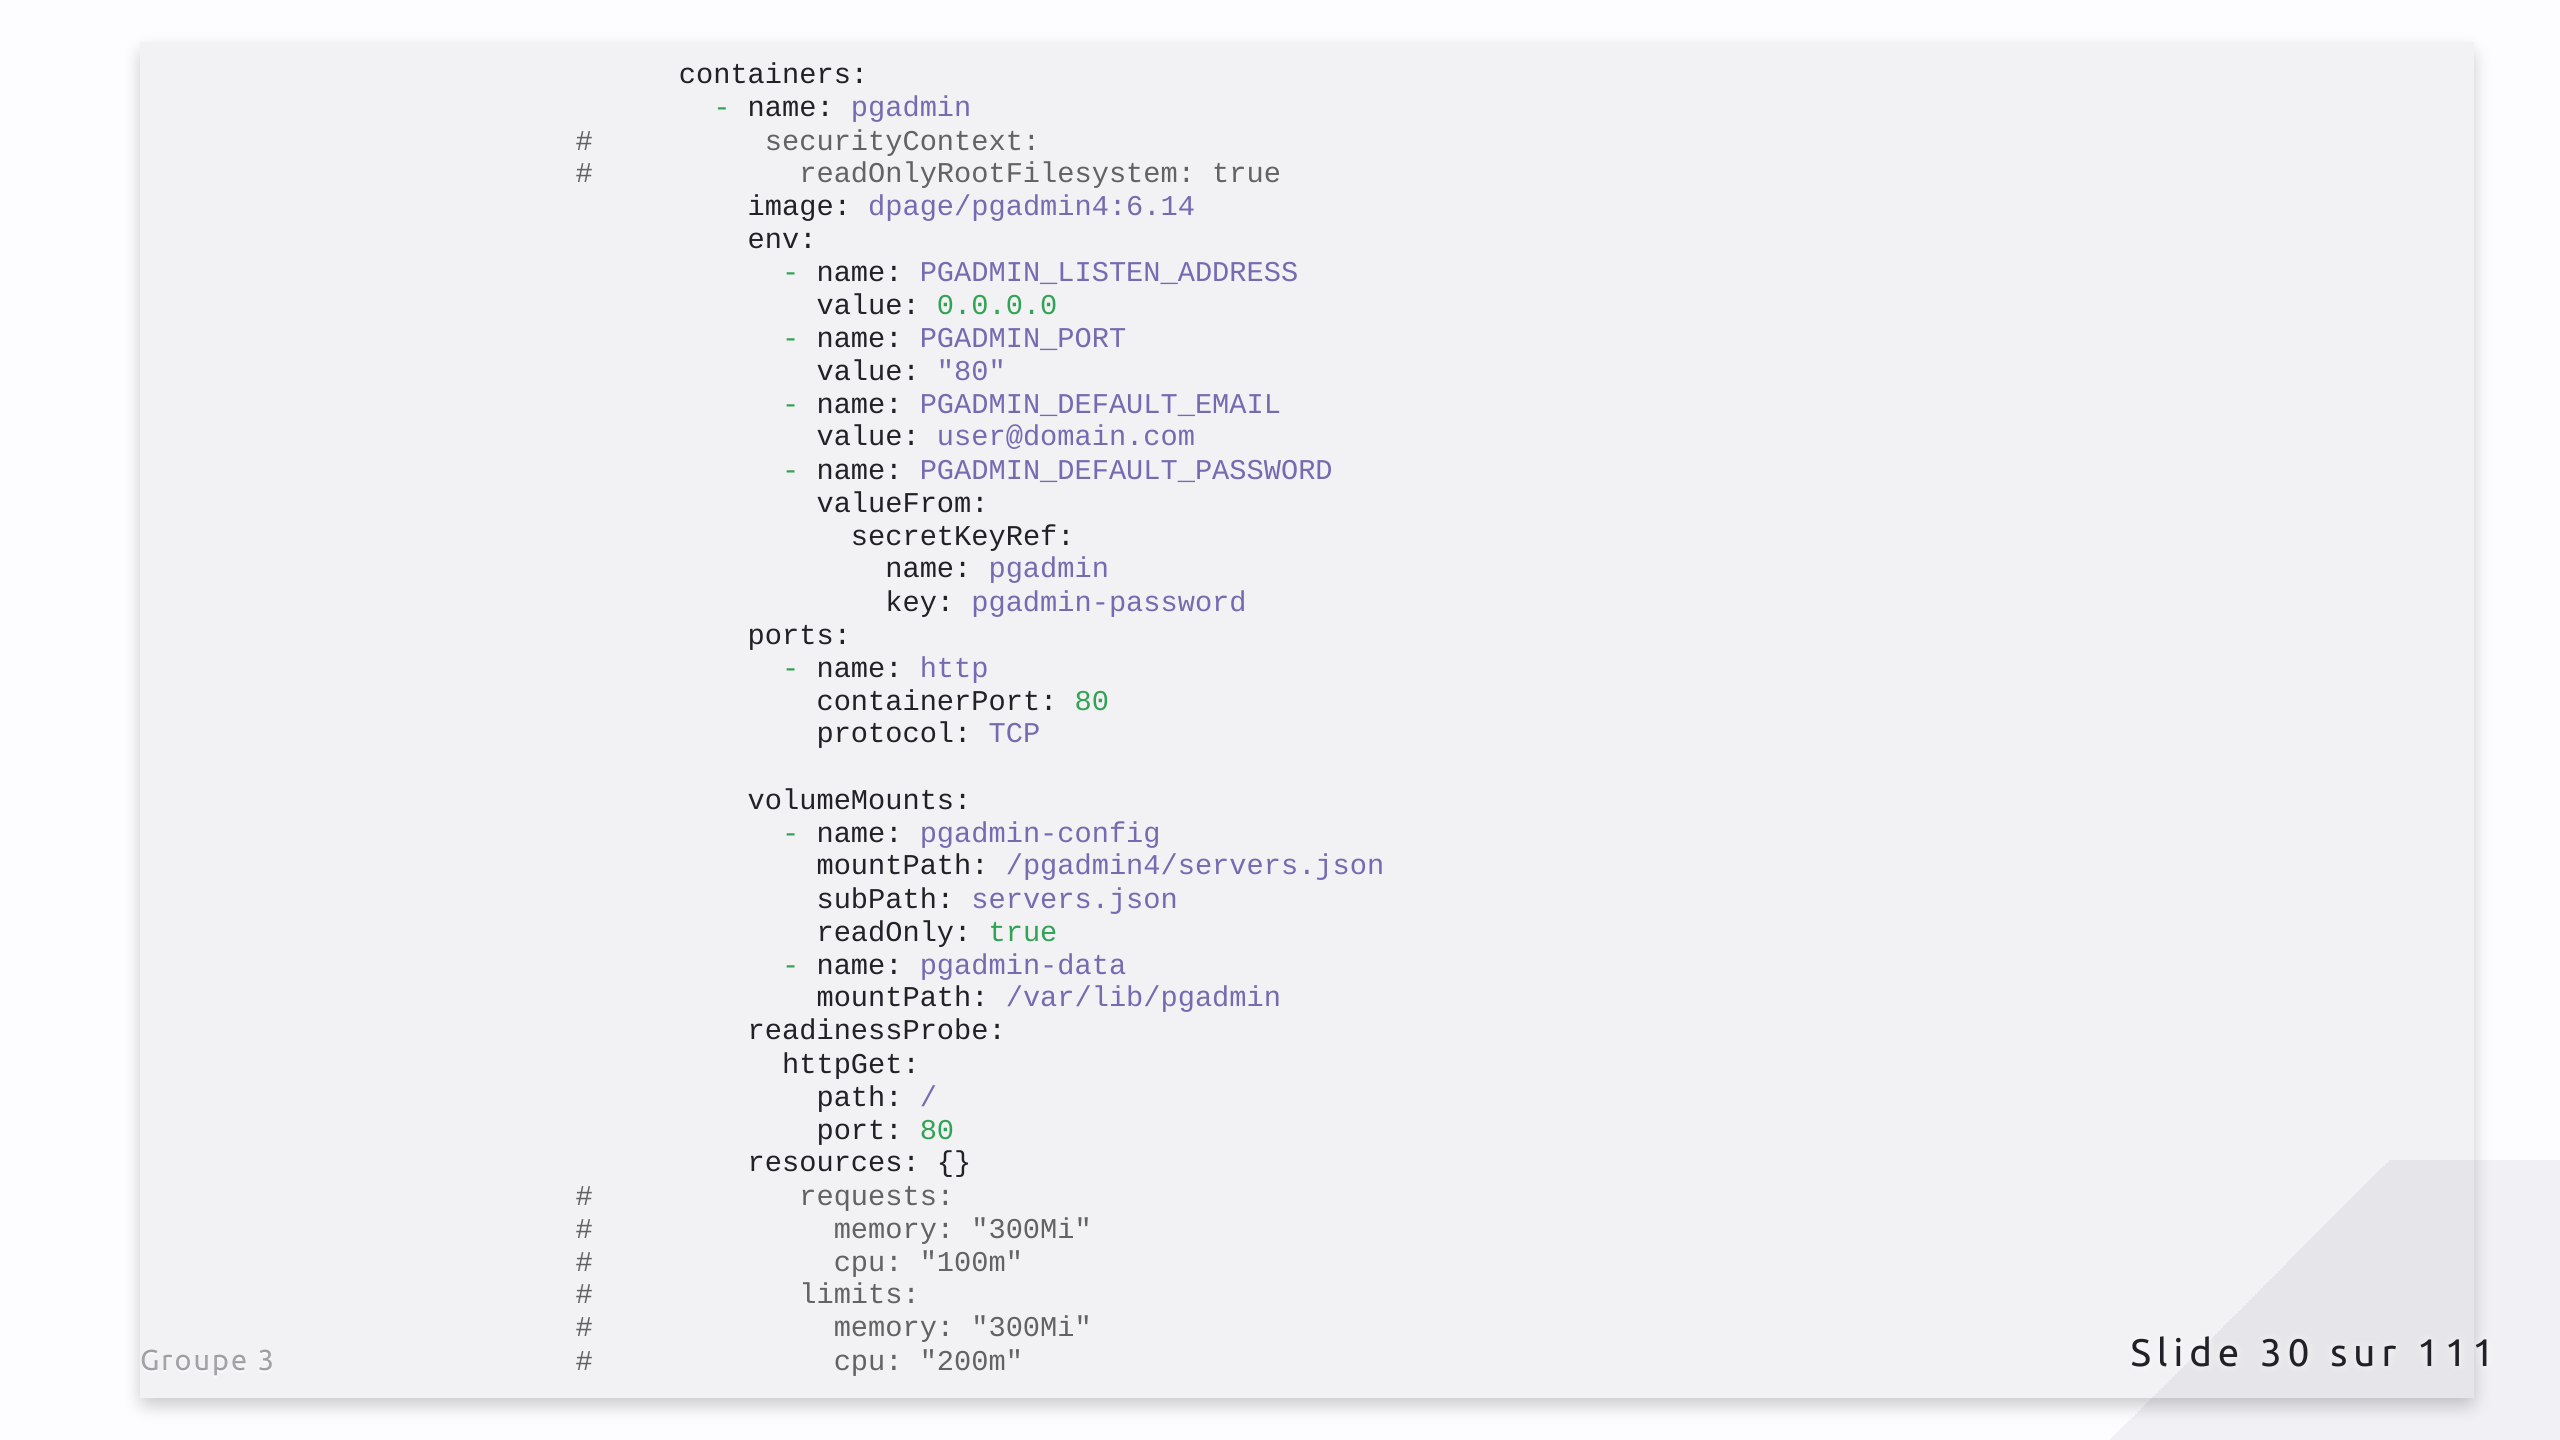 containers:
        - name: pgadmin
#          securityContext:
#            readOnlyRootFilesystem: true
          image: dpage/pgadmin4:6.14
          env:
            - name: PGADMIN_LISTEN_ADDRESS
              value: 0.0.0.0
            - name: PGADMIN_PORT
              value: "80"
            - name: PGADMIN_DEFAULT_EMAIL
              value: user@domain.com
            - name: PGADMIN_DEFAULT_PASSWORD
              valueFrom:
                secretKeyRef:
                  name: pgadmin
                  key: pgadmin-password
          ports:
            - name: http
              containerPort: 80
              protocol: TCP

          volumeMounts:
            - name: pgadmin-config
              mountPath: /pgadmin4/servers.json
              subPath: servers.json
              readOnly: true
            - name: pgadmin-data
              mountPath: /var/lib/pgadmin
          readinessProbe:
            httpGet:
              path: /
              port: 80
          resources: {}
#            requests:
#              memory: "300Mi"
#              cpu: "100m"
#            limits:
#              memory: "300Mi"
#              cpu: "200m"
Groupe 3
Slide 30 sur 111